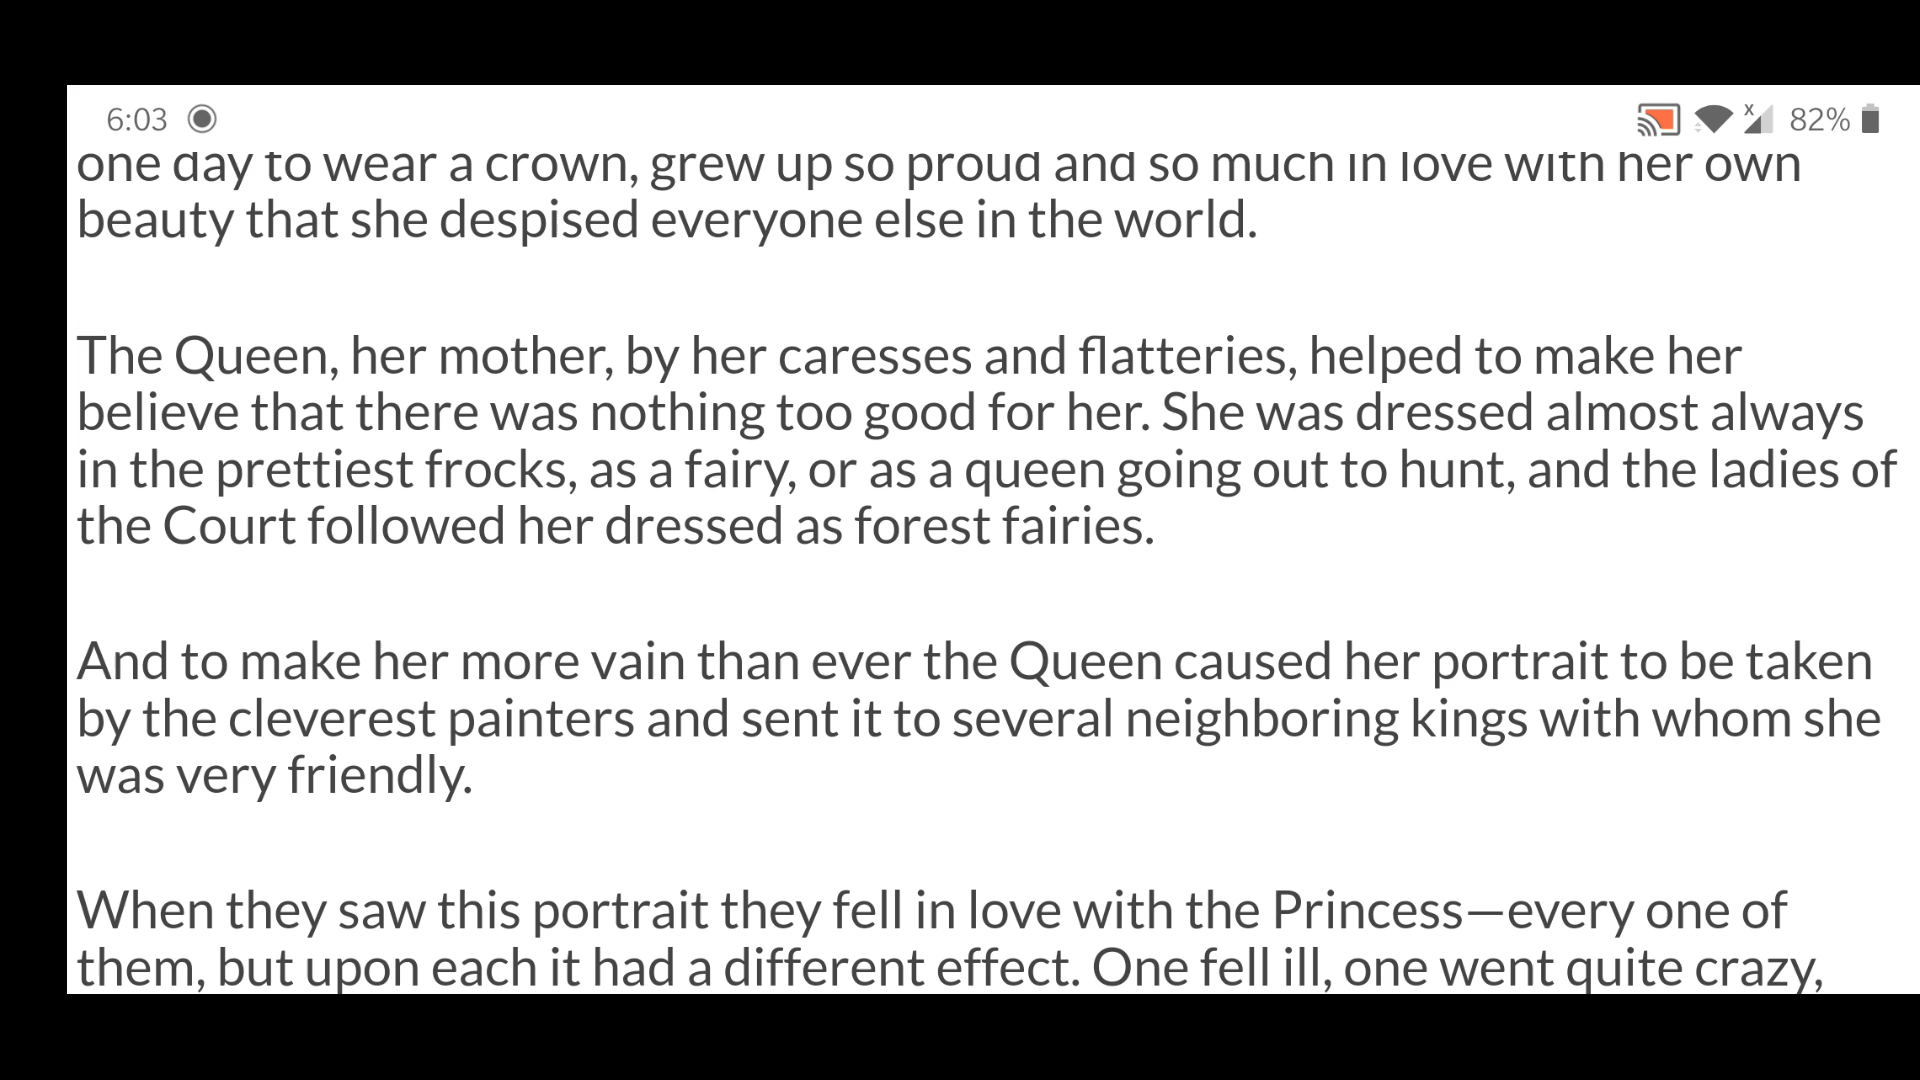 6:03
82%
one day to wear a crown, grew up so proud and so much in love with her own
beauty that she despised everyone else in the world.
The Queen, her mother, by her caresses and flatteries, helped to make her
believe that there was nothing too good for her. She was dressed almost always
in the prettiest frocks, as a fairy, or as a queen going out to hunt, and the ladies of
the Court followed her dressed as forest fairies.
And to make her more vain than ever the Queen caused her portrait to be taken
by the cleverest painters and sent it to several neighboring kings with whom she
was very friendly.
When they saw this portrait they fell in love with the Princess—every one of
them, but upon each it had a different effect. One fell ill, one went quite crazy,